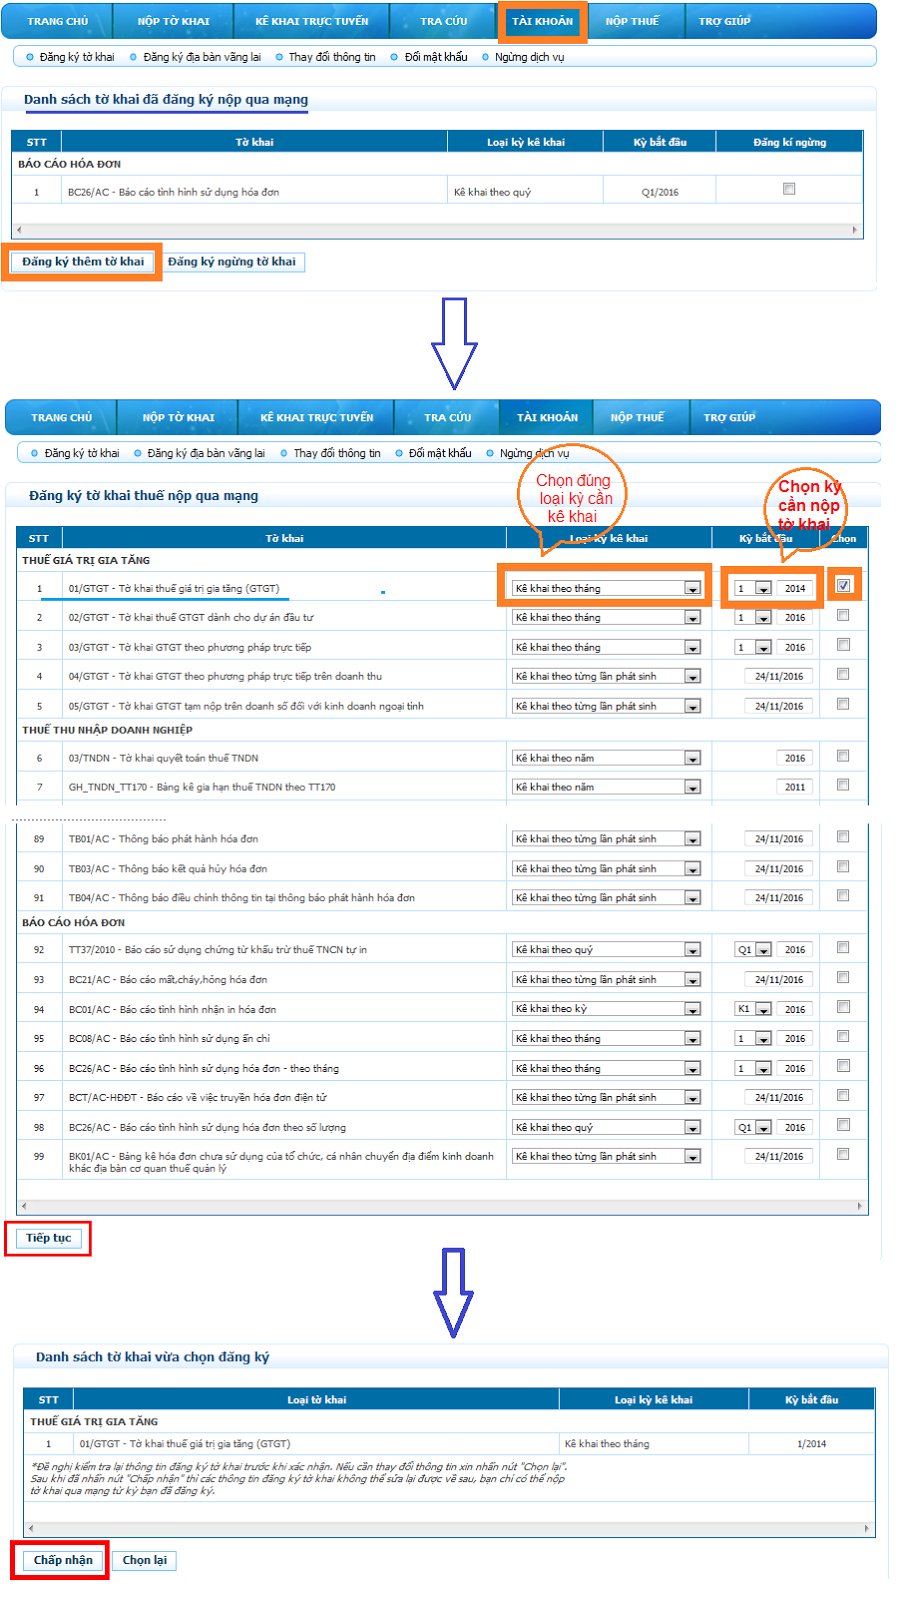 TRANG CHỦ NỘP TỜ KHAI KÊ KHAI TRỰC TUYẾN TRA CỨU TÀI KHOẢN NỘP THUẾ TRỢ GIÚP
Đăng ký tờ khai Đăng ký địa bàn vãng lai Thay đổi thông tin Đổi mật khẩu Ngừng dịch vụ
Danh sách tờ khai đã đăng ký nộp qua mạng
STT Tờ khai Loại kỳ kê khai Kỳ bắt đầu Đăng kí ngừng
BÁO CÁO HÓA ĐƠN
1 BC26/AC - Báo cáo tình hình sử dụng hóa đơn Kê khai theo quý Q1/2016
Đăng ký thêm tờ khai Đăng ký ngừng tờ khai
TRANG CHỦ NỘP TỜ KHAI KÊ KHAI TRỰC TUYẾN TRA CỨU TÀI KHOẢN NỘP THUẾ TRỢ GIÚP
Đăng ký tờ khai Đăng ký địa bàn vãng lai Thay đổi thông tin Đổi mật khẩu Ngừng dịch vụ
Chọn đúng
loại kỳ cần
kê khai
Chọn kỳ
cần nộp
tờ khai
Đăng ký tờ khai thuế nộp qua mạng
STT Tờ khai Loại kỳ kê khai Kỳ bắt đầu Chọn
THUẾ GIÁ TRỊ GIA TĂNG
1 01/GTGT - Tờ khai thuế giá trị gia tăng (GTGT) Kê khai theo tháng 1 2014
2 02/GTGT - Tờ khai thuế GTGT dành cho dự án đầu tư Kê khai theo tháng 1 2016
3 03/GTGT - Tờ khai GTGT theo phương pháp trực tiếp Kê khai theo tháng 1 2016
4 04/GTGT - Tờ khai GTGT theo phương pháp trực tiếp trên doanh thu Kê khai theo từng lần phát sinh 24/11/2016
5 05/GTGT - Tờ khai GTGT tạm nộp trên doanh số đối với kinh doanh ngoại tỉnh Kê khai theo từng lần phát sinh 24/11/2016
THUẾ THU NHẬP DOANH NGHIỆP
6 03/TNDN - Tờ khai quyết toán thuế TNDN Kê khai theo năm 2016
7 GH_TNDN_TT170 - Bảng kê gia hạn thuế TNDN theo TT170 Kê khai theo năm 2011
89 TB01/AC - Thông báo phát hành hóa đơn Kê khai theo từng lần phát sinh 24/11/2016
90 TB03/AC - Thông báo kết quả hủy hóa đơn Kê khai theo từng lần phát sinh 24/11/2016
91 TB04/AC - Thông báo điều chỉnh thông tin tại thông báo phát hành hóa đơn Kê khai theo từng lần phát sinh 24/11/2016
BÁO CÁO HÓA ĐƠN
92 TT37/2010 - Báo cáo sử dụng chứng từ khấu trừ thuế TNCN tự in Kê khai theo quý Q1 2016
93 BC21/AC - Báo cáo mất,cháy,hỏng hóa đơn Kê khai theo từng lần phát sinh 24/11/2016
94 BC01/AC - Báo cáo tình hình nhận in hóa đơn Kê khai theo kỳ K1 2016
95 BC08/AC - Báo cáo tình hình sử dụng ấn chỉ Kê khai theo tháng 1 2016
96 BC26/AC - Báo cáo tình hình sử dụng hóa đơn - theo tháng Kê khai theo tháng 1 2016
97 BCT/AC-HĐĐT - Báo cáo về việc truyền hóa đơn điện tử Kê khai theo từng lần phát sinh 24/11/2016
98 BC26/AC - Báo cáo tình hình sử dụng hóa đơn theo số lượng Kê khai theo quý Q1 2016
99 BK01/AC - Bảng kê hóa đơn chưa sử dụng của tổ chức, cá nhân chuyển địa điểm kinh doanh Kê khai theo từng lần phát sinh 24/11/2016
khác địa bàn cơ quan thuế quản lý
Tiếp tục
Danh sách tờ khai vừa chọn đăng ký
STT Loại tờ khai Loại kỳ kê khai Kỳ bắt đầu
THUẾ GIÁ TRỊ GIA TĂNG
1 01/GTGT - Tờ khai thuế giá trị gia tăng (GTGT) Kê khai theo tháng 1/2014
*Đề nghị kiểm tra lại thông tin đăng ký tờ khai trước khi xác nhận. Nếu cần thay đổi thông tin xin nhấn nút "Chọn lại".
Sau khi đã nhấn nút "Chấp nhận" thì các thông tin đăng ký tờ khai không thể sửa lại được về sau, bạn chỉ có thể nộp
tờ khai qua mạng từ kỳ bạn đã đăng ký.
Chấp nhận Chọn lại